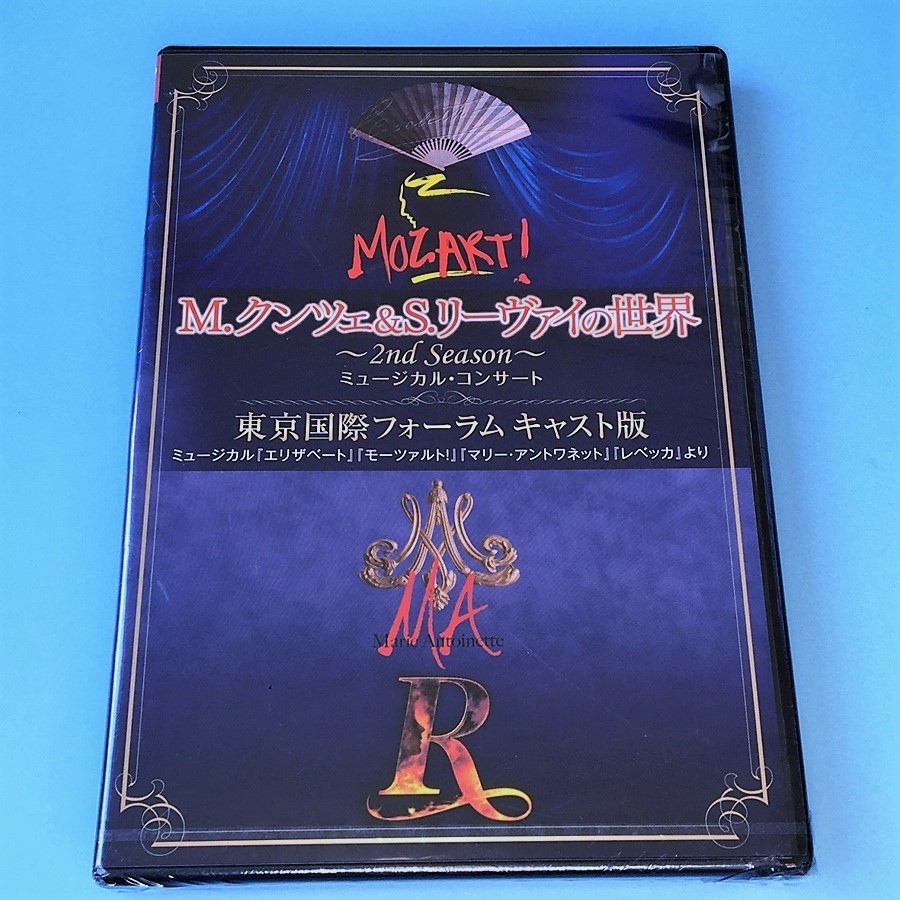 Elisabeth
MOZART!
M.クンツェ&S.リーヴァイの世界
～2nd Season～
ミュージカル・コンサート
東京国際フォーラム キャスト版
ミュージカル『エリザベート』『モーツァルト!』『マリー・アントワネット』『レベッカ』より
MA
Marie Antoinette
R